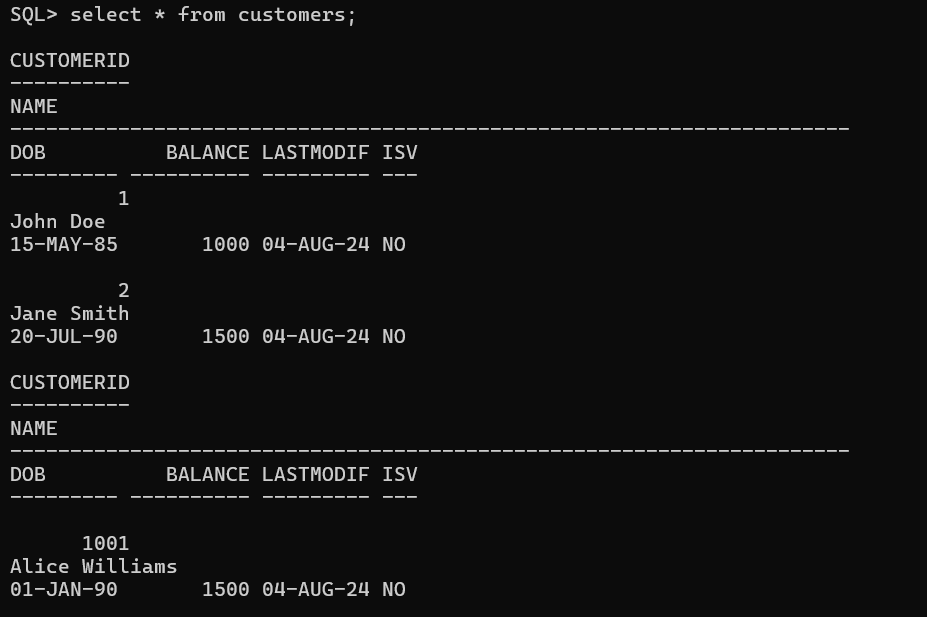 SQL> select * from customers;

CUSTOMERID
----------
NAME
----------------------------------------------------------------------
DOB          BALANCE LASTMODIF ISV
--------- ---------- --------- ---
         1
John Doe
15-MAY-85       1000 04-AUG-24 NO

         2
Jane Smith
20-JUL-90       1500 04-AUG-24 NO

CUSTOMERID
----------
NAME
----------------------------------------------------------------------
DOB          BALANCE LASTMODIF ISV
--------- ---------- --------- ---

      1001
Alice Williams
01-JAN-90       1500 04-AUG-24 NO